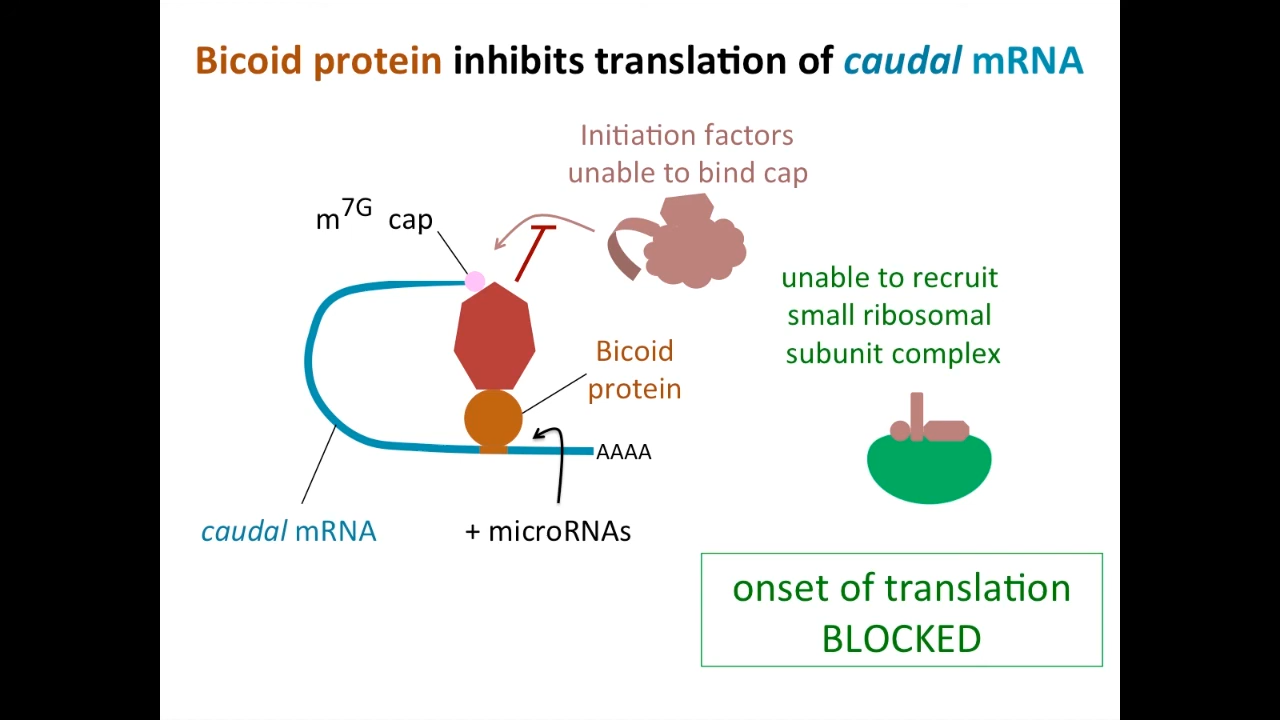 Bicoid protein inhibits translation of caudal mRNA
Initiation factors
unable to bind cap
m7G cap
unable to recruit
small ribosomal
subunit complex
Bicoid
protein
AAAA
caudal mRNA
+ microRNAs
onset of translation
BLOCKED